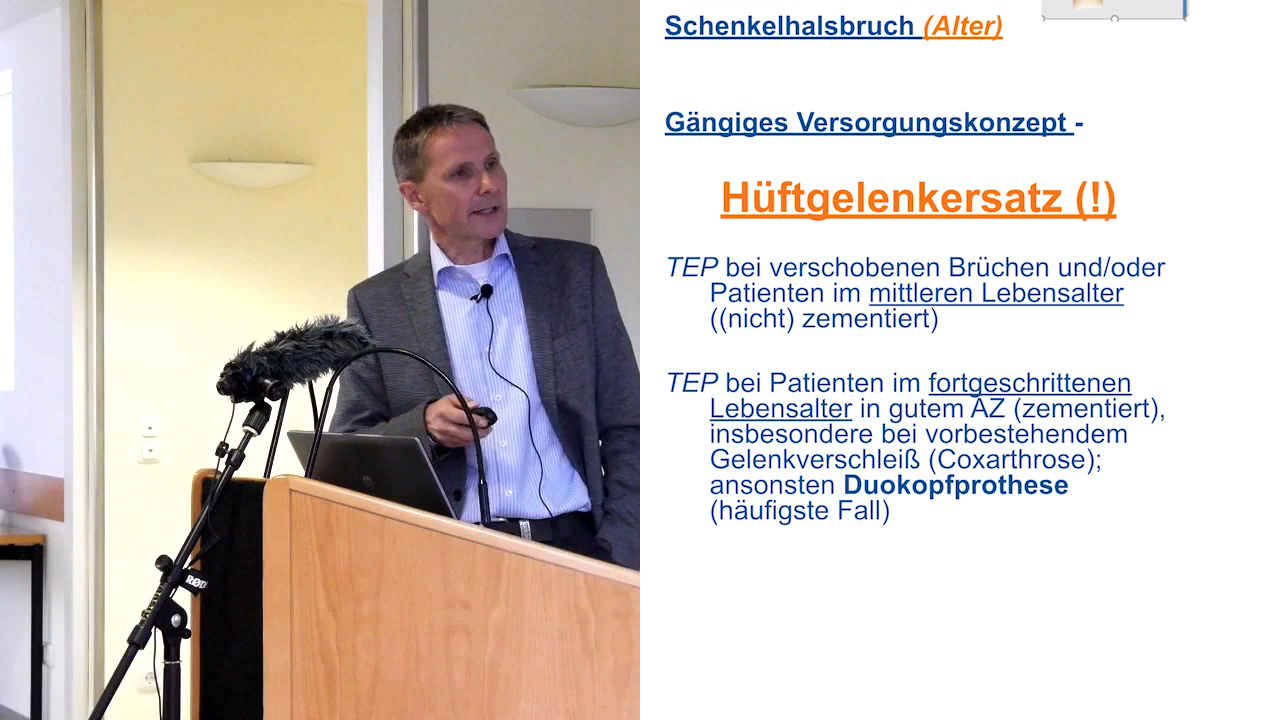 Schenkelhalsbruch (Alter)
Gängiges Versorgungskonzept -
Hüftgelenkersatz (!)
TEP bei verschobenen Brüchen und/oder
Patienten im mittleren Lebensalter
((nicht) zementiert)
TEP bei Patienten im fortgeschrittenen
Lebensalter in gutem AZ (zementiert),
insbesondere bei vorbestehendem
Gelenkverschleiß (Coxarthrose);
ansonsten Duokopfprothese
(häufigste Fall)
RØDE